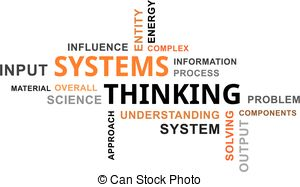 ENTITY
ENERGY
INFLUENCE
COMPLEX
INPUT
SYSTEMS
INFORMATION
PROCESS
MATERIAL
OVERALL
SCIENCE
THINKING
PROBLEM
APPROACH
UNDERSTANDING
SYSTEM
SOLVING
OUTPUT
COMPONENTS
© Can Stock Photo